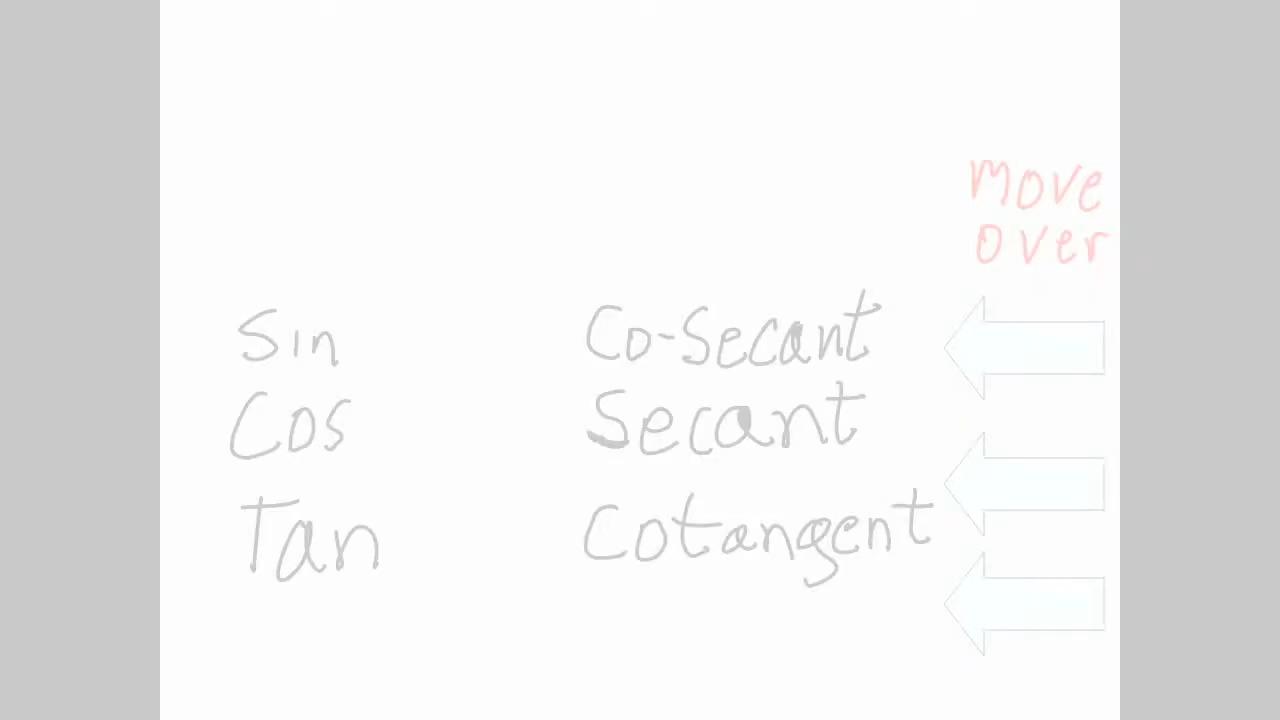 move
over
Sin Co-Secant
Cos Secant
Tan Cotangent